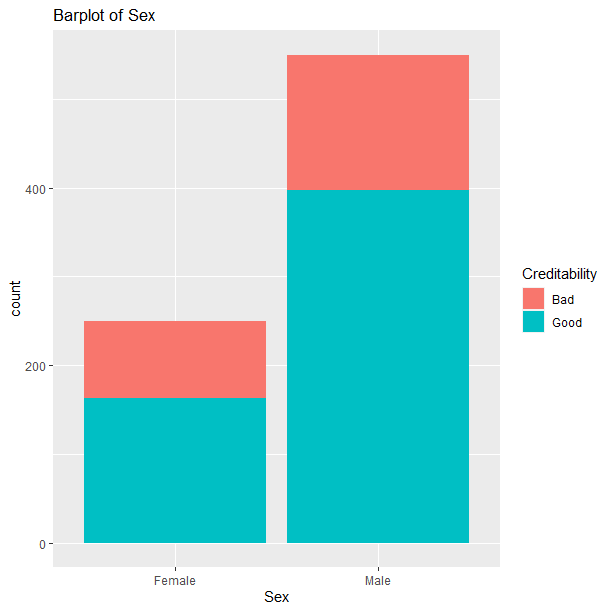 Barplot of Sex
count
400
200
0
Female
Male
Sex
Creditability
Bad
Good